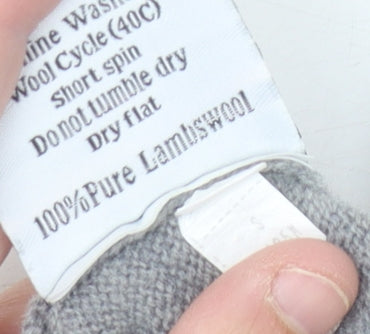 Wool Cycle (40C)
Short spin
Do not tumble dry
Dry flat
100% Pure Lambswool